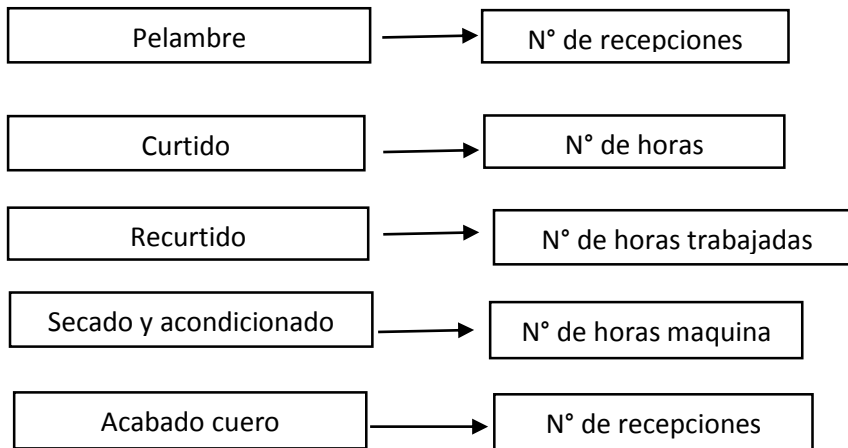 Pelambre
N° de recepciones
Curtido
N° de horas
Recurtido
N° de horas trabajadas
Secado y acondicionado
N° de horas maquina
Acabado cuero
N° de recepciones